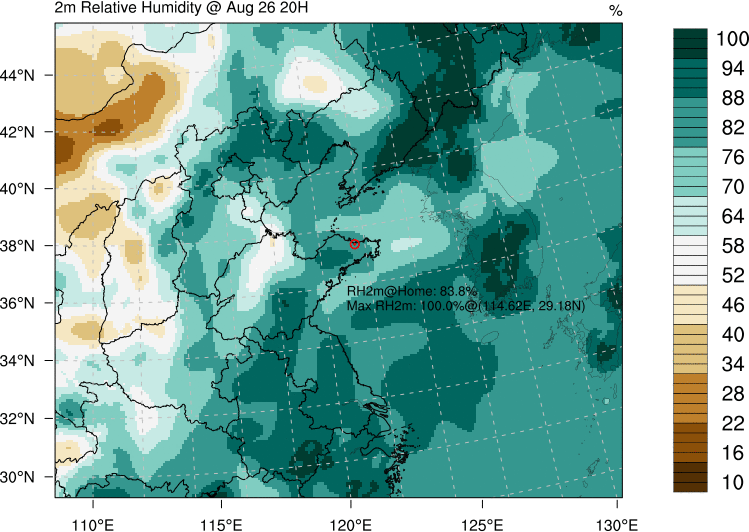 2m Relative Humidity @ Aug 26 20H
%
44°N
42°N
40°N
38°N
36°N
34°N
32°N
30°N
RH2m@Home: 83.8%
Max RH2m: 100.0%@(114.62E, 29.18N)
110°E
115°E
120°E
125°E
130°E
100
94
88
82
76
70
64
58
52
46
40
34
28
22
16
10